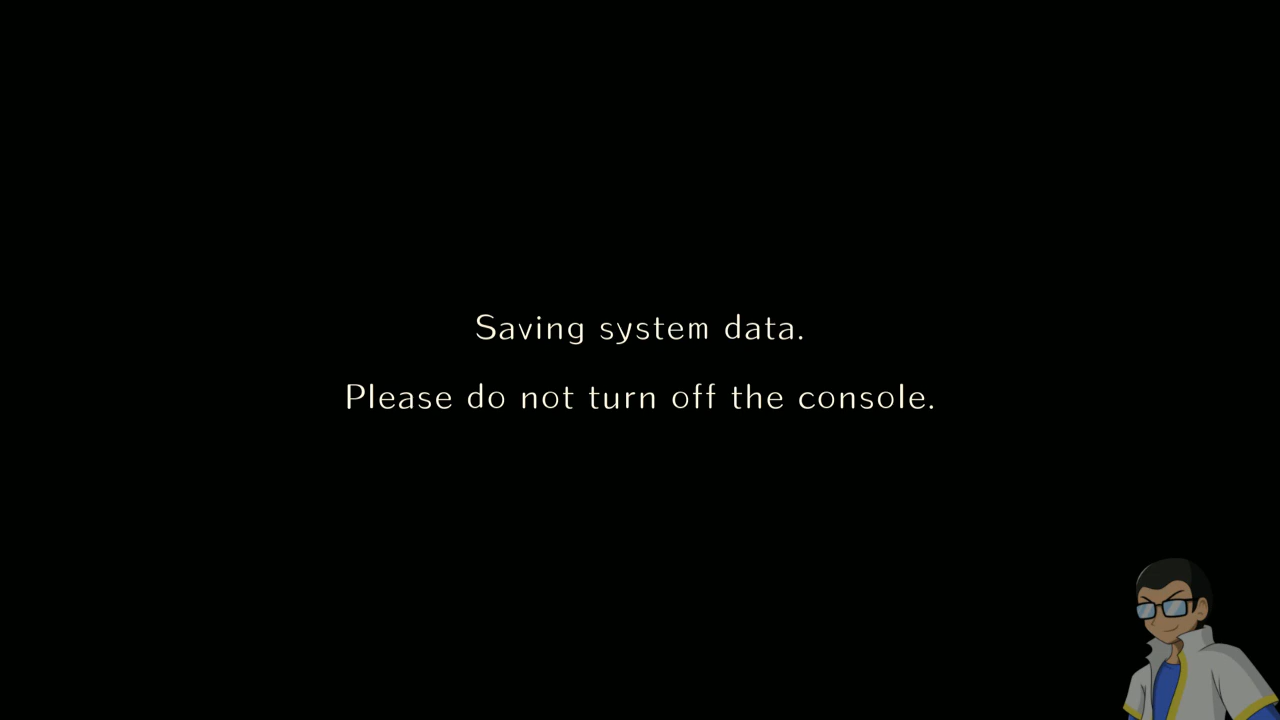 Saving system data.
Please do not turn off the console.